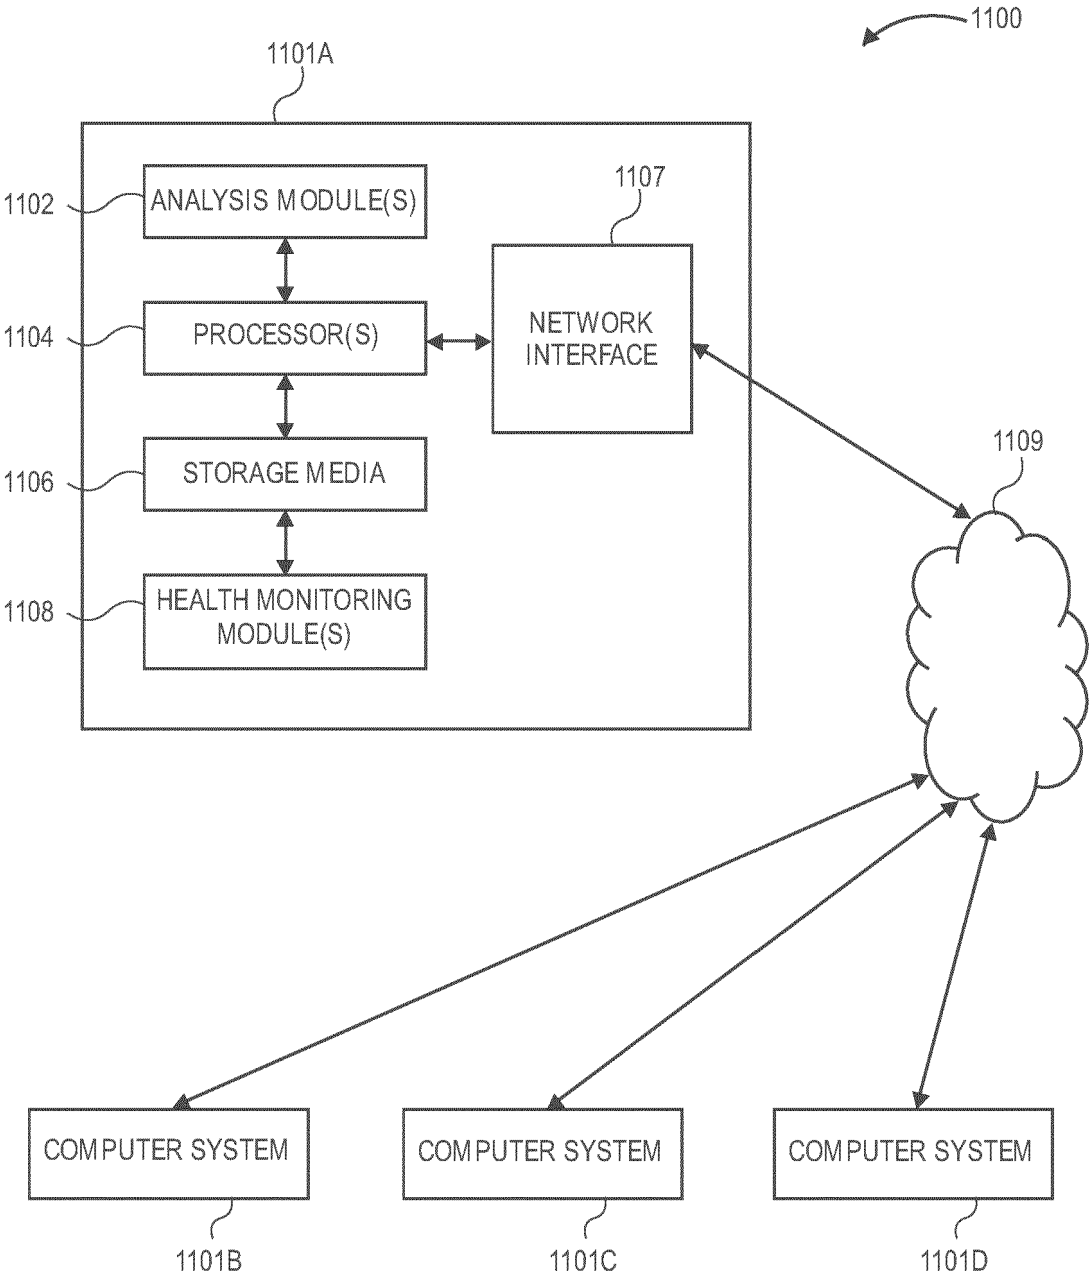 1100
1101A
1102
ANALYSIS MODULE(S)
1107
1104
PROCESSOR(S)
NETWORK
INTERFACE
1106
STORAGE MEDIA
1109
1108
HEALTH MONITORING
MODULE(S)
COMPUTER SYSTEM
COMPUTER SYSTEM
COMPUTER SYSTEM
1101B
1101C
1101D